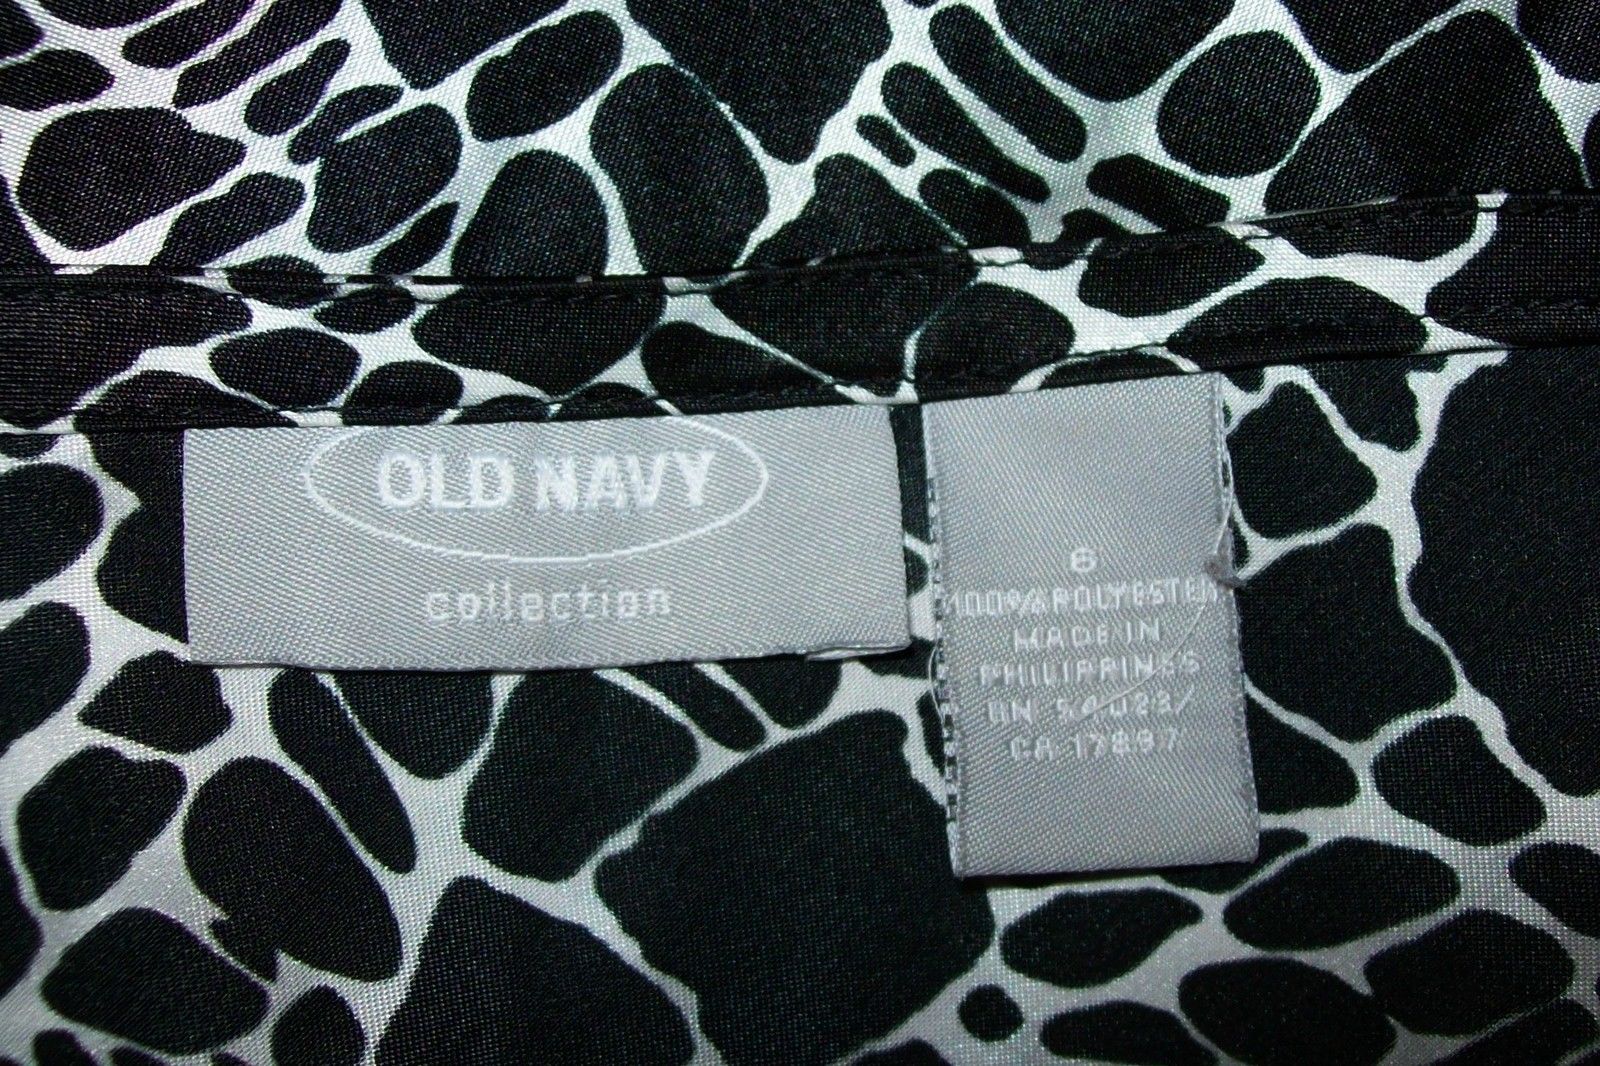 OLD NAVY
collection
6
100% POLYESTER
MADE IN
PHILIPPINES
RN 54023/
CA 17897